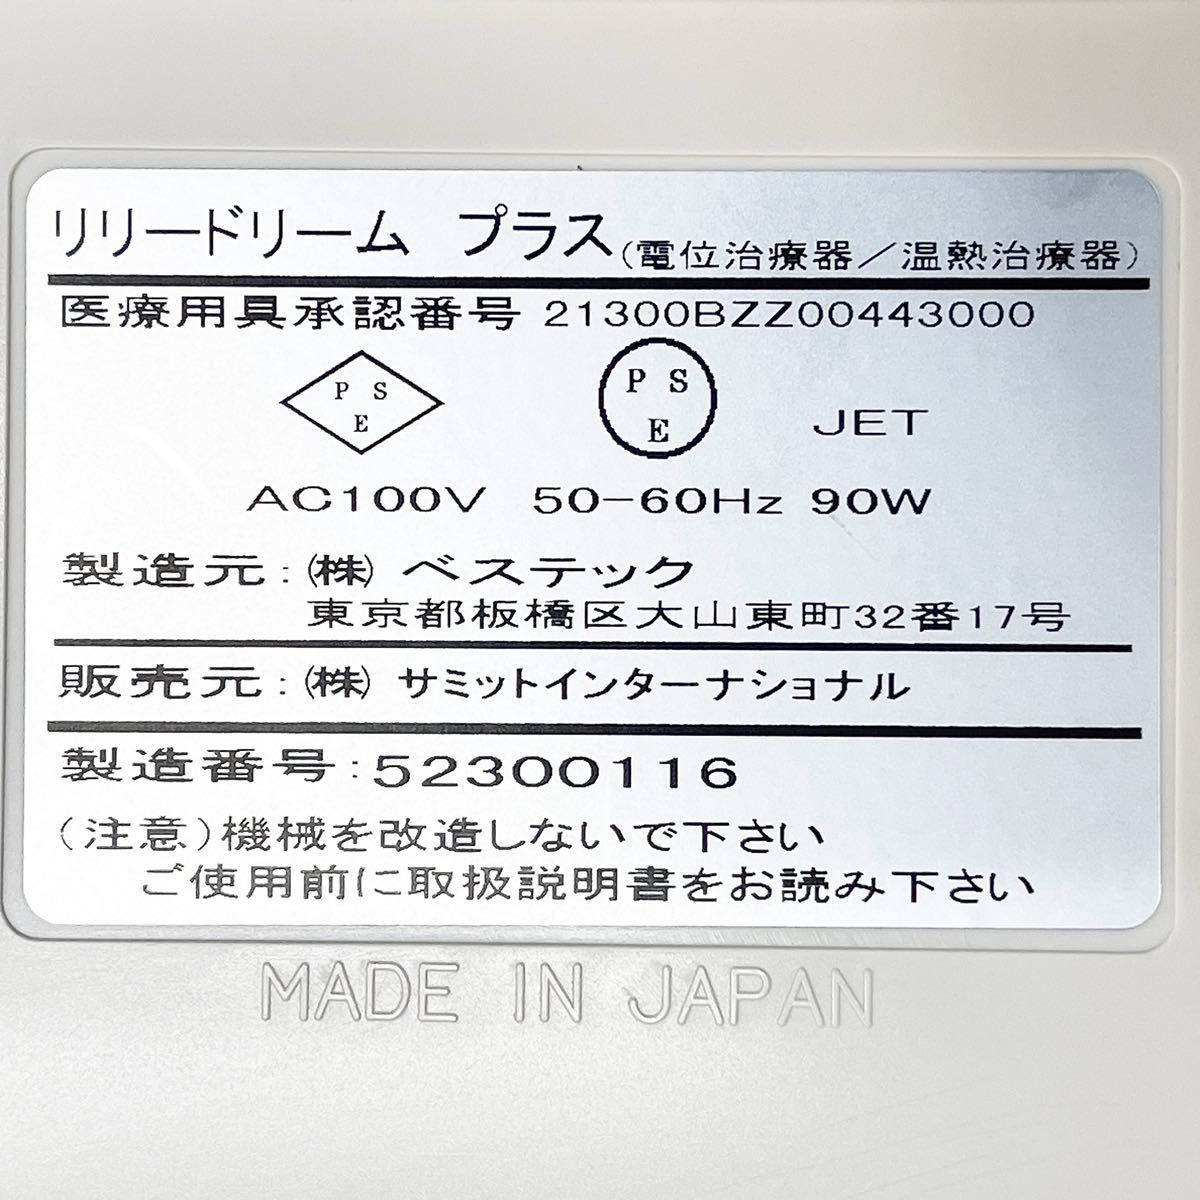 リリードリーム プラス(電位治療器/温熱治療器)
医療用具承認番号 21300BZZ00443000
P S E P S E JET
AC100V 50-60Hz 90W
製造元:(株) ベステック
東京都板橋区大山東町32番17号
販売元:(株) サミットインターナショナル
製造番号:52300116
(注意)機械を改造しないで下さい
ご使用前に取扱説明書をお読み下さい
MADE IN JAPAN